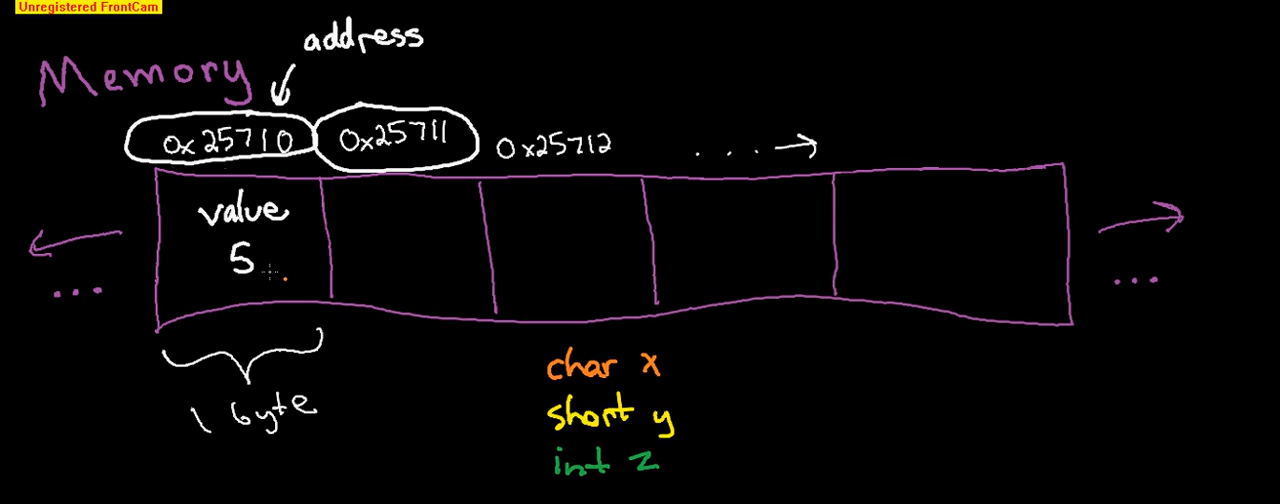 Unregistered FrontCam
address
Memory
0x25710 0x25711 0x25712 ...
value
5
... ...
1 byte
char x
short y
int z